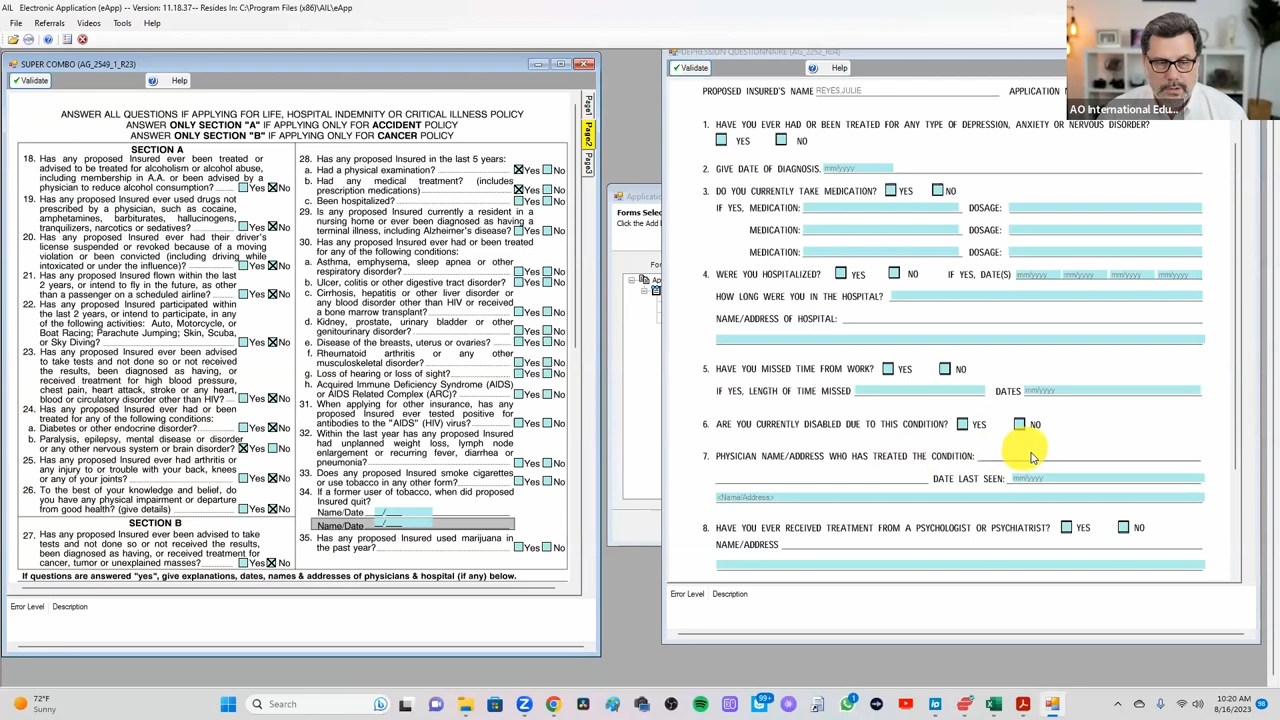 AIL Electronic Application (eApp) -- Version: 11.18.37-- Resides In: C:\Program Files (x86)\AIL\eApp
File Referrals Videos Tools Help
SUPER COMBO (AG_2549_1_R23)
Validate Help
ANSWER ALL QUESTIONS IF APPLYING FOR LIFE, HOSPITAL INDEMNITY OR CRITICAL ILLNESS POLICY
ANSWER ONLY SECTION "A" IF APPLYING ONLY FOR ACCIDENT POLICY
ANSWER ONLY SECTION "B" IF APPLYING ONLY FOR CANCER POLICY
Page1
Page2
Page3
SECTION A
18. Has any proposed Insured ever been treated or
advised to be treated for alcoholism or alcohol abuse,
including membership in A.A. or been advised by a
physician to reduce alcohol consumption? Yes No
19. Has any proposed Insured ever used drugs not
prescribed by a physician, such as cocaine,
amphetamines, barbiturates, hallucinogens,
tranquilizers, narcotics or sedatives? Yes No
20. Has any proposed Insured ever had their driver's
license suspended or revoked because of a moving
violation or been convicted (including driving while
intoxicated or under the influence)? Yes No
21. Has any proposed Insured flown within the last
2 years, or intend to fly in the future, as other
than a passenger on a scheduled airline? Yes No
22. Has any proposed Insured participated within
the last 2 years, or intend to participate, in any
of the following activities: Auto, Motorcycle, or
Boat Racing; Parachute Jumping; Skin, Scuba,
or Sky Diving? Yes No
23. Has any proposed Insured ever been advised
to take tests and not done so or not received
the results, been diagnosed as having, or
received treatment for high blood pressure,
chest pain, heart attack, stroke or any heart,
blood or circulatory disorder other than HIV? Yes No
24. Has any proposed Insured ever had or been
treated for any of the following:
a. Diabetes or other endocrine disorder? Yes No
b. Paralysis, epilepsy, mental disease or disorder
or any other nervous system or brain disorder? Yes No
25. Has any proposed Insured ever had arthritis or
any injury to or trouble with your back, knees
or any of your joints? Yes No
26. To the best of your knowledge and belief, do
you have any physical impairment or departure
from good health? (give details) Yes No
SECTION B
27. Has any proposed Insured ever been advised to take
tests and not done so or not received the results,
been diagnosed as having, or received treatment for
cancer, tumor or unexplained masses? Yes No
28. Has any proposed Insured in the last 5 years:
a. Had a physical examination? Yes No
b. Had any medical treatment? (includes
prescription medications) Yes No
c. Been hospitalized? Yes No
29. Is any proposed Insured currently a resident in a
nursing home or ever been diagnosed as having a
terminal illness, including Alzheimer's disease? Yes No
30. Has any proposed Insured ever had or been treated
for any of the following conditions:
a. Asthma, emphysema, sleep apnea or other
respiratory disorder? Yes No
b. Ulcer, colitis or other digestive tract disorder? Yes No
c. Cirrhosis, hepatitis or other liver disorder or
any blood disorder other than HIV or received
a bone marrow transplant? Yes No
d. Kidney, prostate, urinary bladder or other
genitourinary disorder? Yes No
e. Disease of the breasts, uterus or ovaries? Yes No
f. Rheumatoid arthritis or any other
musculoskeletal disorder? Yes No
g. Loss of hearing or loss of sight? Yes No
h. Acquired Immune Deficiency Syndrome (AIDS)
or AIDS Related Complex (ARC)? Yes No
31. When applying for other insurance, has any
proposed Insured ever tested positive for
antibodies to the "AIDS" (HIV) virus? Yes No
32. Within the last year has any proposed Insured
had unplanned weight loss, lymph node
enlargement or recurring fever, diarrhea or
pneumonia? Yes No
33. Does any proposed Insured smoke cigarettes
or use tobacco in any other form? Yes No
34. If a former user of tobacco, when did proposed
Insured quit?
Name/Date __/____
Name/Date __/____
35. Has any proposed Insured used marijuana in
the past year? Yes No
If questions are answered "yes", give explanations, dates, names & addresses of physicians & hospital (if any) below.
Error Level Description
Forms Selec
Click the Add
DEPRESSION QUESTIONNAIRE (AG_2252_R04)
Validate Help
PROPOSED INSURED'S NAME REYES,JULIE APPLICATION
1. HAVE YOU EVER HAD OR BEEN TREATED FOR ANY TYPE OF DEPRESSION, ANXIETY OR NERVOUS DISORDER?
YES NO
2. GIVE DATE OF DIAGNOSIS. mm/yyyy
3. DO YOU CURRENTLY TAKE MEDICATION? YES NO
IF YES, MEDICATION: DOSAGE:
MEDICATION: DOSAGE:
MEDICATION: DOSAGE:
4. WERE YOU HOSPITALIZED? YES NO IF YES, DATE(S) mm/yyyy mm/yyyy mm/yyyy mm/yyyy
HOW LONG WERE YOU IN THE HOSPITAL?
NAME/ADDRESS OF HOSPITAL:
5. HAVE YOU MISSED TIME FROM WORK? YES NO
IF YES, LENGTH OF TIME MISSED DATES mm/yyyy
6. ARE YOU CURRENTLY DISABLED DUE TO THIS CONDITION? YES NO
7. PHYSICIAN NAME/ADDRESS WHO HAS TREATED THE CONDITION:
DATE LAST SEEN: mm/yyyy
<Name/Address>
8. HAVE YOU EVER RECEIVED TREATMENT FROM A PSYCHOLOGIST OR PSYCHIATRIST? YES NO
NAME/ADDRESS
Error Level Description
AO International Edu...
72°F
Sunny
Search
99+
1
10:20 AM
8/16/2023